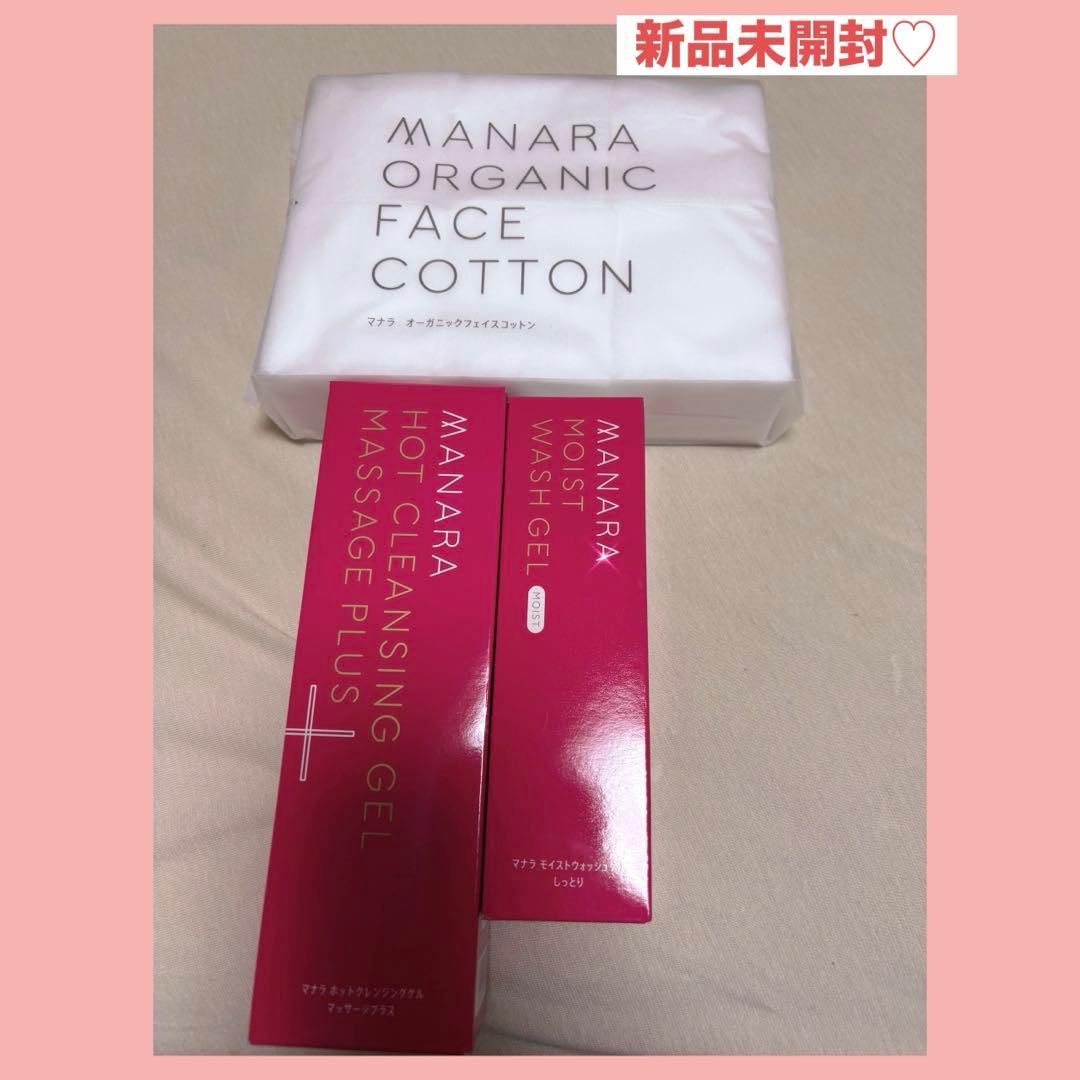 新品未開封♡
MANARA
ORGANIC
FACE
COTTON
マナラ オーガニックフェイスコットン
MANARA
HOT CLEANSING GEL
MASSAGE PLUS
マナラ ホットクレンジングゲル
マッサージプラス
MANARA
MOIST
WASH GEL
MOIST
マナラ モイストウォッシュゲル
しっとり